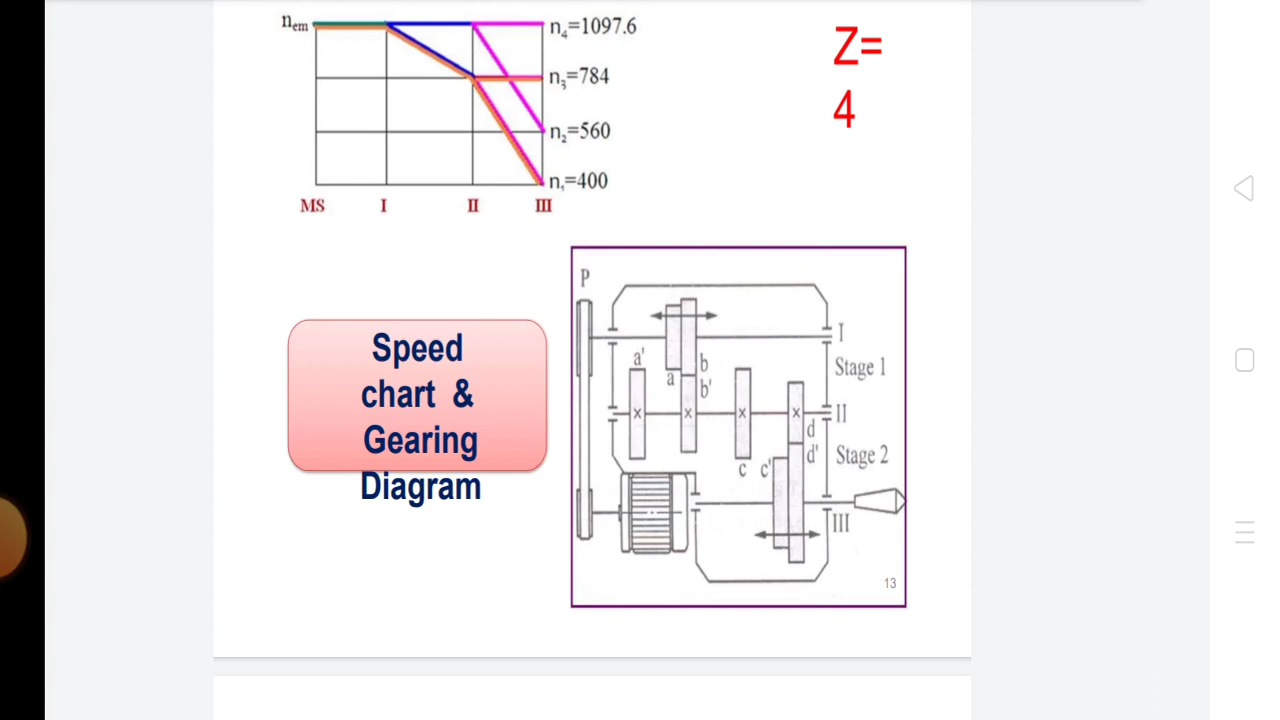 nem
n4=1097.6
n3=784
n2=560
n1=400
MS I II III
Z=
4
Speed
chart &
Gearing
Diagram
P
I
a'
b
Stage 1
a
b'
x x x x
II
d
c c' d' Stage 2
III
13